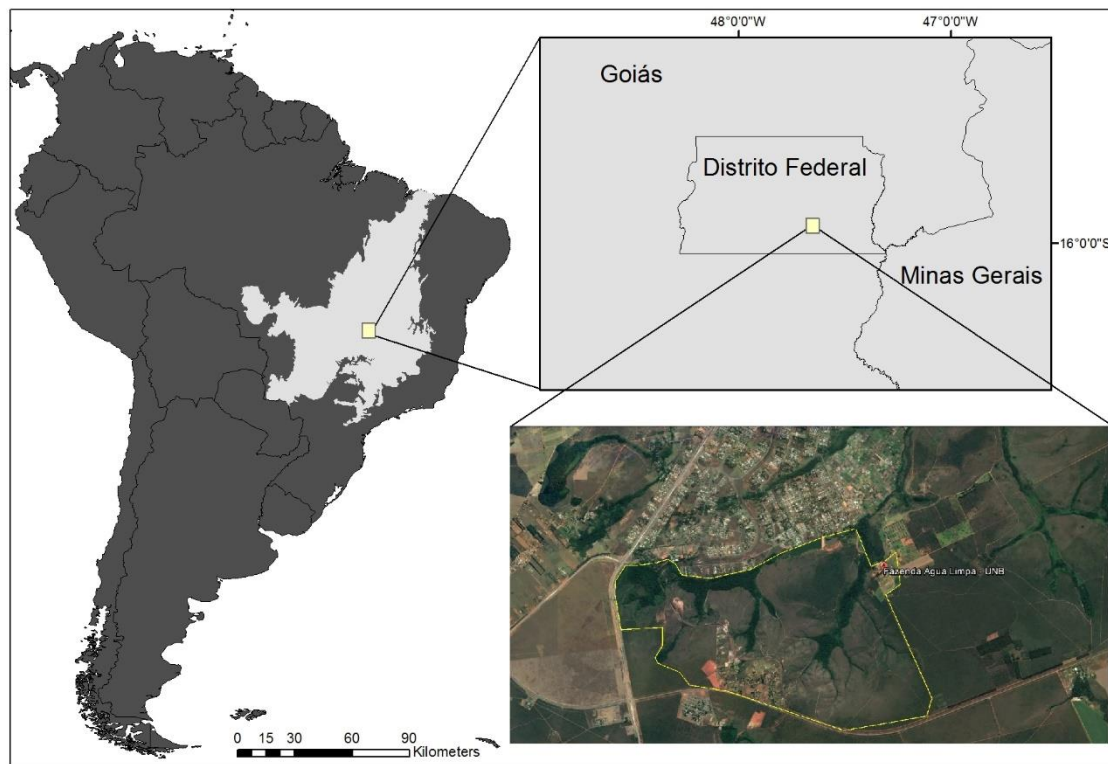 48°0'0"W
47°0'0"W
Goiás
Distrito Federal
16°0'0"S
Minas Gerais
Fazenda Agua Limpa - UNB
0 15 30 60 90
Kilometers